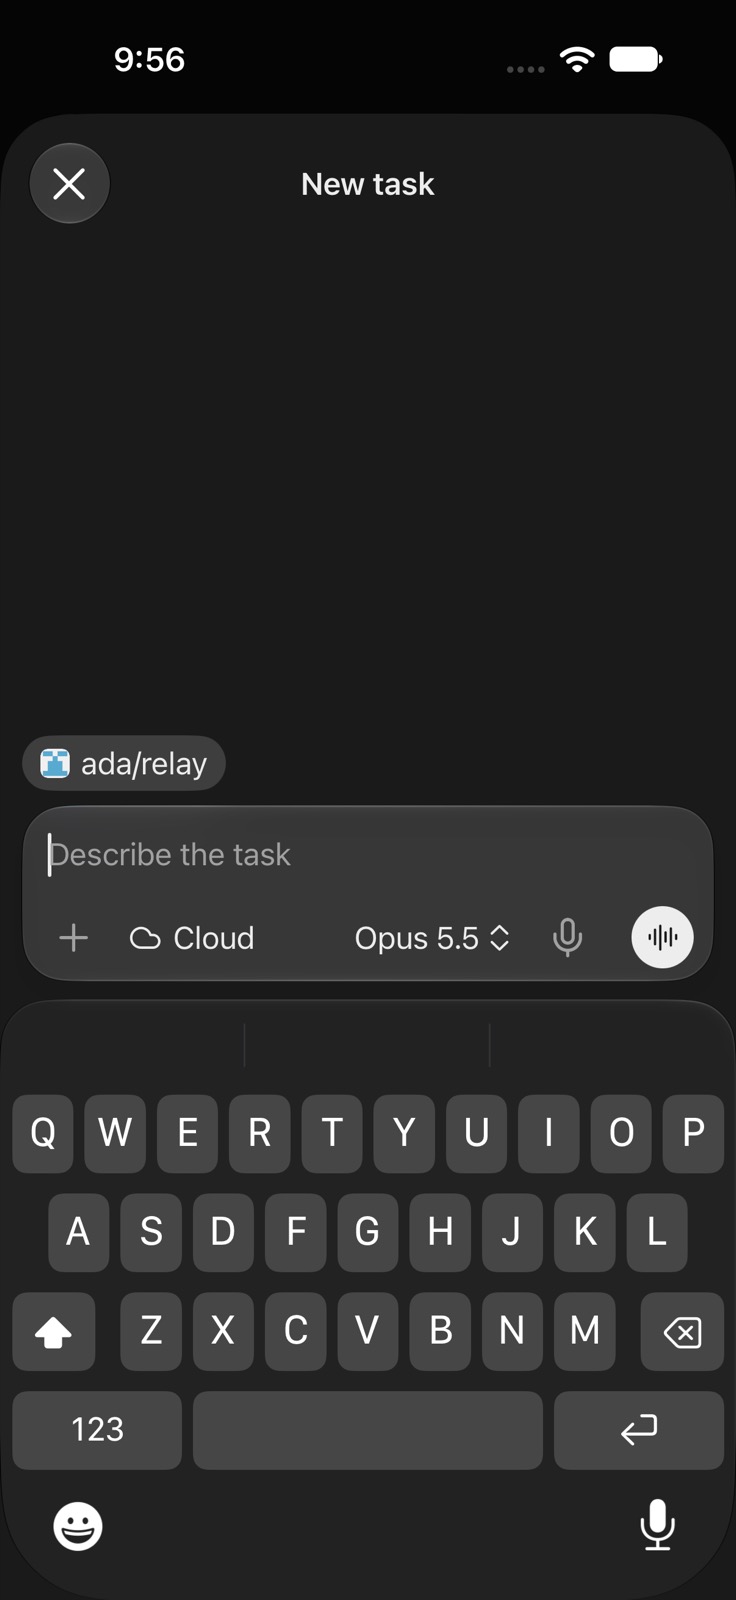 9:56
New task
ada/relay
Describe the task
Cloud
Opus 5.5
Q W E R T Y U I O P
A S D F G H J K L
Z X C V B N M
123